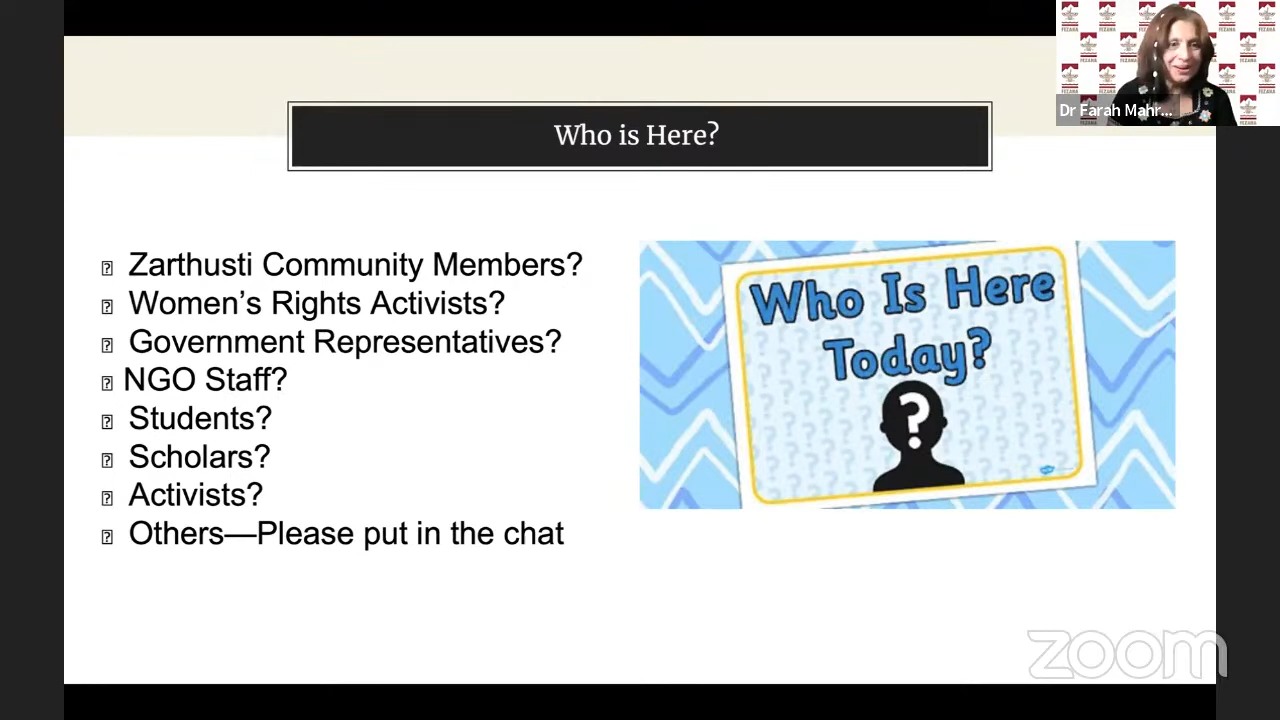 Who is Here?
Zarthusti Community Members?
Women’s Rights Activists?
Government Representatives?
NGO Staff?
Students?
Scholars?
Activists?
Others—Please put in the chat
Who Is Here
Today?
?
Dr Farah Mahr...
FEZANA
zoom